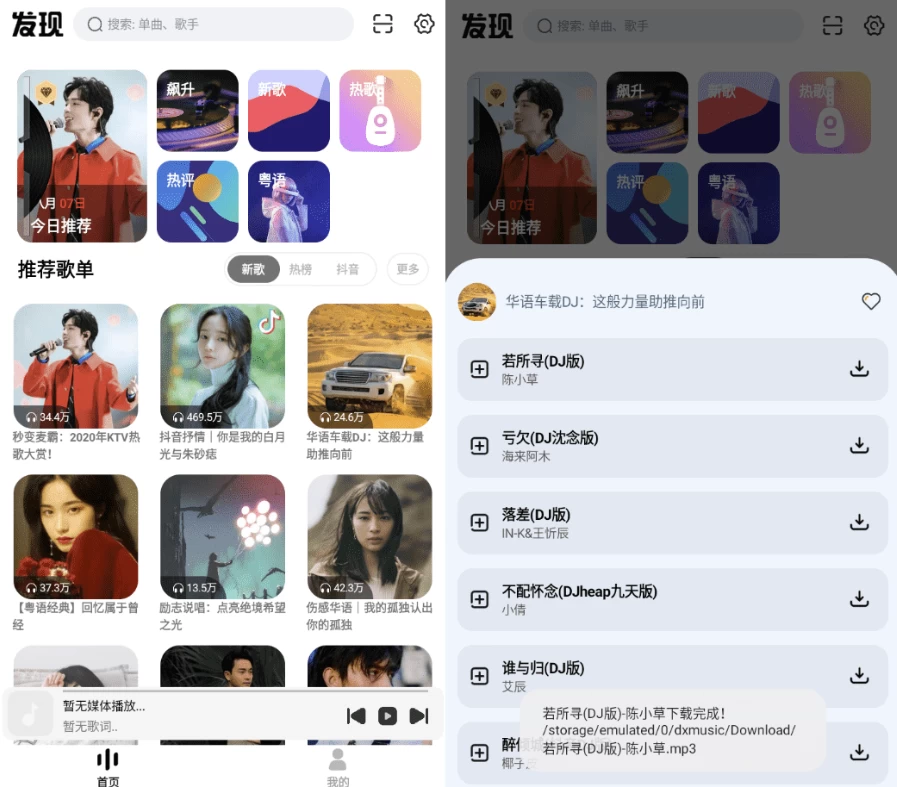 发现
搜索: 单曲、歌手
飙升
新歌
热歌
热评
粤语
八月 07日
今日推荐
推荐歌单
新歌
热榜
抖音
更多
34.4万
469.5万
24.6万
秒变麦霸：2020年KTV热
歌大赏！
抖音抒情｜你是我的白月
光与朱砂痣
华语车载DJ：这般力量
助推向前
37.3万
13.5万
42.3万
【粤语经典】回忆属于曾
经
励志说唱：点亮绝境希望
之光
伤感华语｜我的孤独认出
你的孤独
暂无媒体播放...
暂无歌词..
首页
我的
发现
搜索: 单曲、歌手
飙升
新歌
热歌
热评
粤语
八月 07日
今日推荐
华语车载DJ：这般力量助推向前
若所寻(DJ版)
陈小草
亏欠(DJ沈念版)
海来阿木
落差(DJ版)
IN-K&王忻辰
不配怀念(DJheap九天版)
小倩
谁与归(DJ版)
艾辰
醉倾城
椰子
若所寻(DJ版)-陈小草下载完成！
/storage/emulated/0/dxmusic/Download/
若所寻(DJ版)-陈小草.mp3